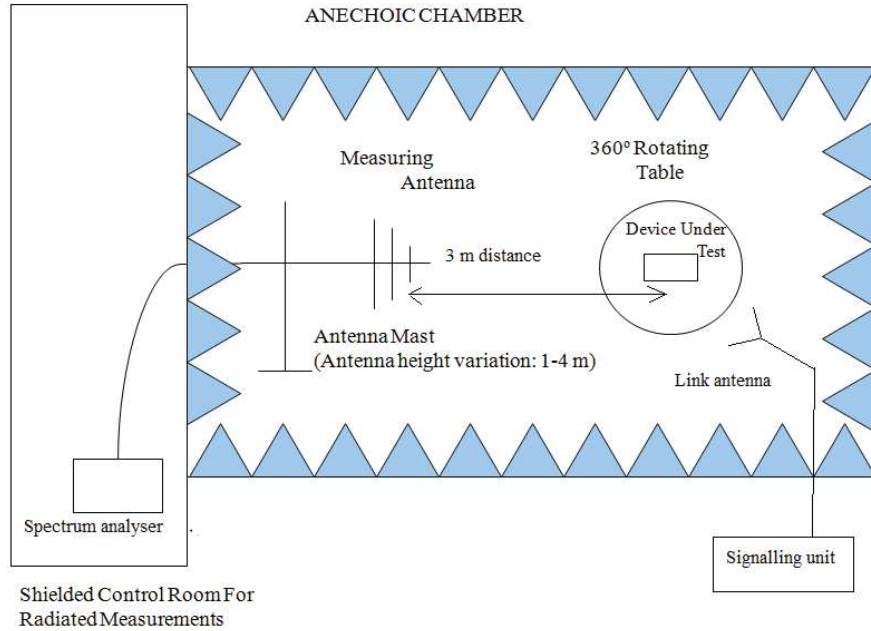 ANECHOIC CHAMBER
Measuring
Antenna
360º Rotating
Table
Device Under
Test
3 m distance
Antenna Mast
(Antenna height variation: 1-4 m)
Link antenna
Spectrum analyser
.
Signalling unit
Shielded Control Room For
Radiated Measurements